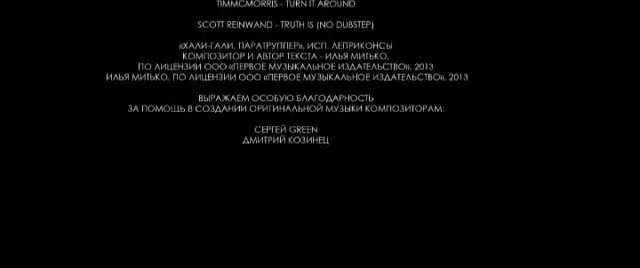 TIMMCMORRIS - TURN IT AROUND
SCOTT REINWAND - TRUTH IS (NO DUBSTEP)
«ХАЛИ-ГАЛИ, ПАРАТРУППЕР», ИСП. ЛЕПРИКОНСЫ
КОМПОЗИТОР И АВТОР ТЕКСТА - ИЛЬЯ МИТЬКО,
ПО ЛИЦЕНЗИИ ООО «ПЕРВОЕ МУЗЫКАЛЬНОЕ ИЗДАТЕЛЬСТВО», 2013
ИЛЬЯ МИТЬКО, ПО ЛИЦЕНЗИИ ООО «ПЕРВОЕ МУЗЫКАЛЬНОЕ ИЗДАТЕЛЬСТВО», 2013
ВЫРАЖАЕМ ОСОБУЮ БЛАГОДАРНОСТЬ
ЗА ПОМОЩЬ В СОЗДАНИИ ОРИГИНАЛЬНОЙ МУЗЫКИ КОМПОЗИТОРАМ:
СЕРГЕЙ GREEN
ДМИТРИЙ КОЗИНЕЦ